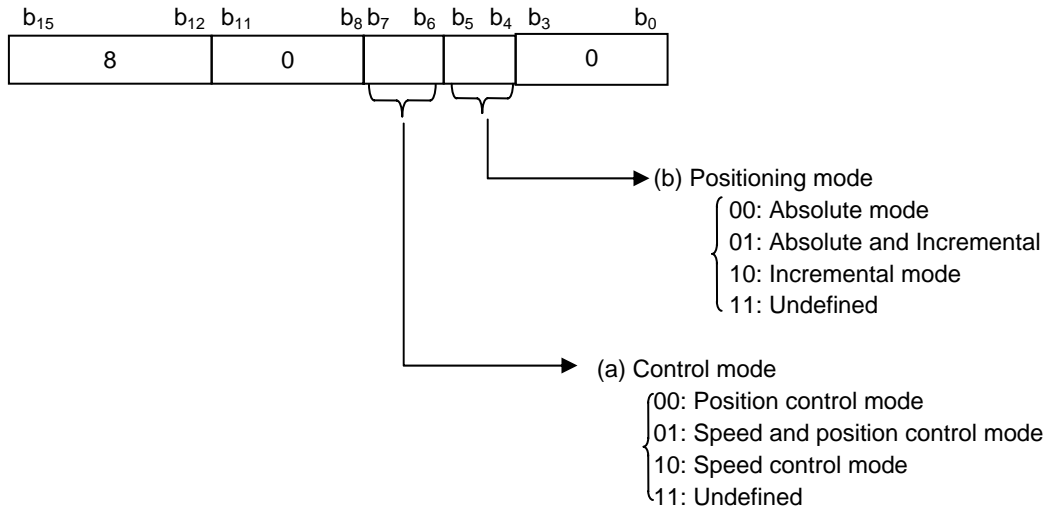 b15 b12 b11 b8 b7 b6 b5 b4 b3 b0
8 0 0
(b) Positioning mode
00: Absolute mode
01: Absolute and Incremental
10: Incremental mode
11: Undefined
(a) Control mode
00: Position control mode
01: Speed and position control mode
10: Speed control mode
11: Undefined